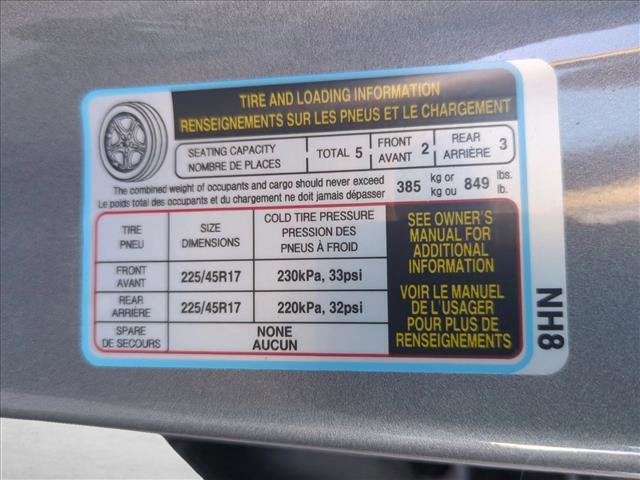 TIRE AND LOADING INFORMATION
RENSEIGNEMENTS SUR LES PNEUS ET LE CHARGEMENT
SEATING CAPACITY
NOMBRE DE PLACES
TOTAL 5
FRONT
AVANT 2
REAR
ARRIÈRE 3
The combined weight of occupants and cargo should never exceed
Le poids total des occupants et du chargement ne doit jamais dépasser
385 kg or 849 lbs.
kg ou lb.
TIRE
PNEU
SIZE
DIMENSIONS
COLD TIRE PRESSURE
PRESSION DES
PNEUS À FROID
FRONT
AVANT
225/45R17
230kPa, 33psi
REAR
ARRIÈRE
225/45R17
220kPa, 32psi
SPARE
DE SECOURS
NONE
AUCUN
SEE OWNER'S
MANUAL FOR
ADDITIONAL
INFORMATION
VOIR LE MANUEL
DE L'USAGER
POUR PLUS DE
RENSEIGNEMENTS
NH8